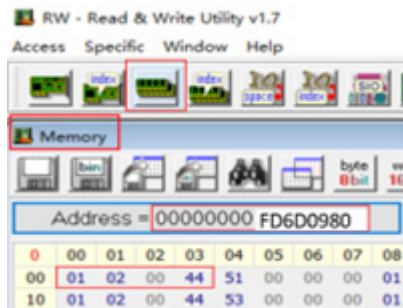 RW - Read & Write Utility v1.7
Access Specific Window Help
index index space index SIO
Memory
bin byte 8bit 16
Address = 00000000 FD6D0980
0 00 01 02 03 04 05 06 07 08
00 01 02 00 44 51 00 00 00 01
10 01 02 00 44 53 00 00 00 01